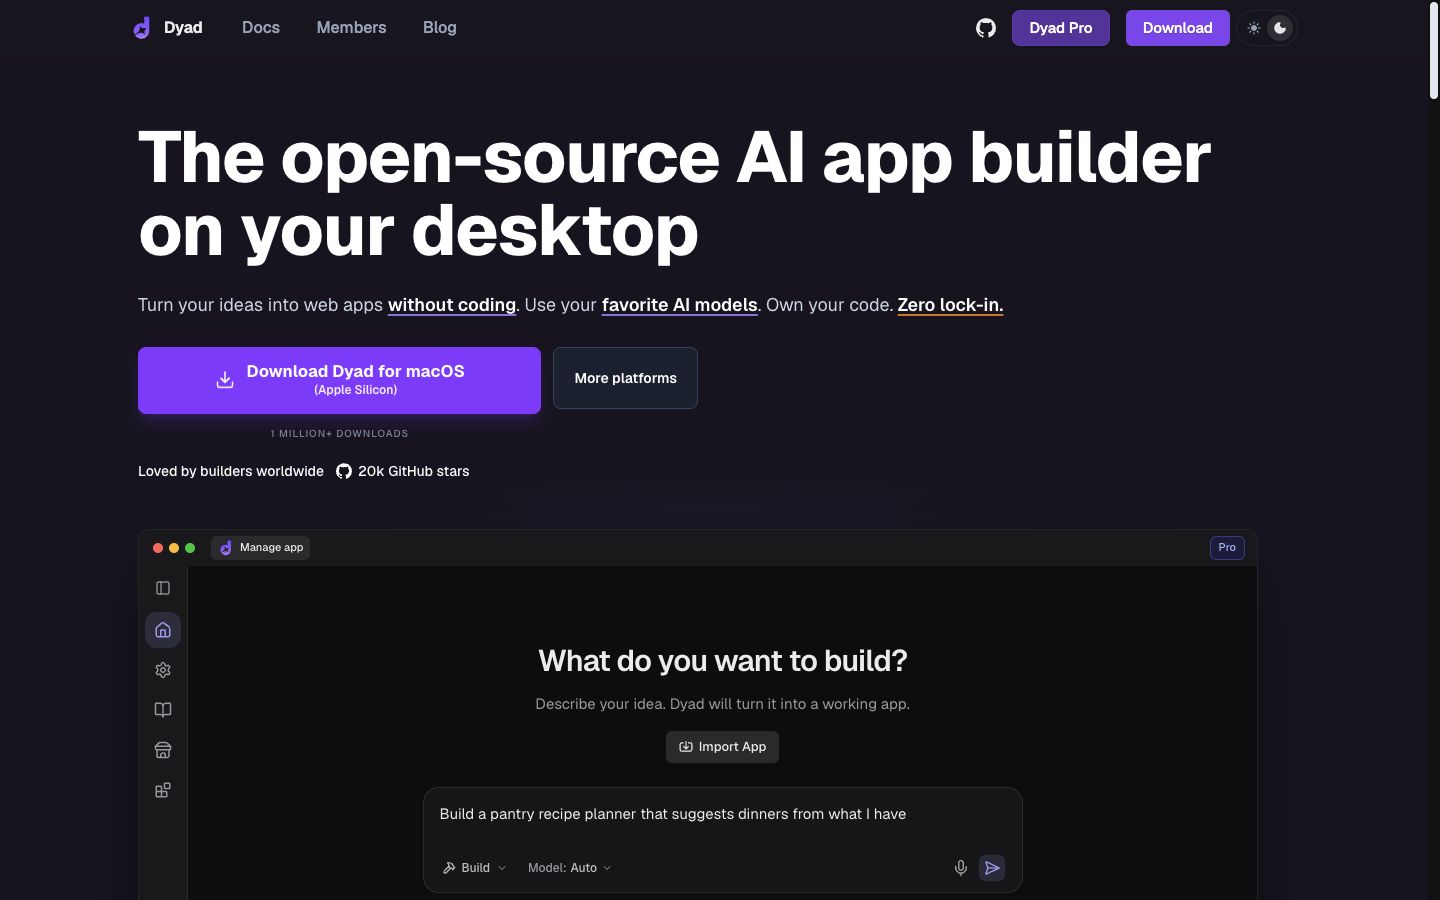 Dyad
Docs
Members
Blog
Dyad Pro
Download
The open-source AI app builder
on your desktop
Turn your ideas into web apps without coding. Use your favorite AI models. Own your code. Zero lock-in.
Download Dyad for macOS
(Apple Silicon)
More platforms
1 MILLION+ DOWNLOADS
Loved by builders worldwide 20k GitHub stars
Manage app
Pro
What do you want to build?
Describe your idea. Dyad will turn it into a working app.
Import App
Build a pantry recipe planner that suggests dinners from what I have
Build
Model: Auto